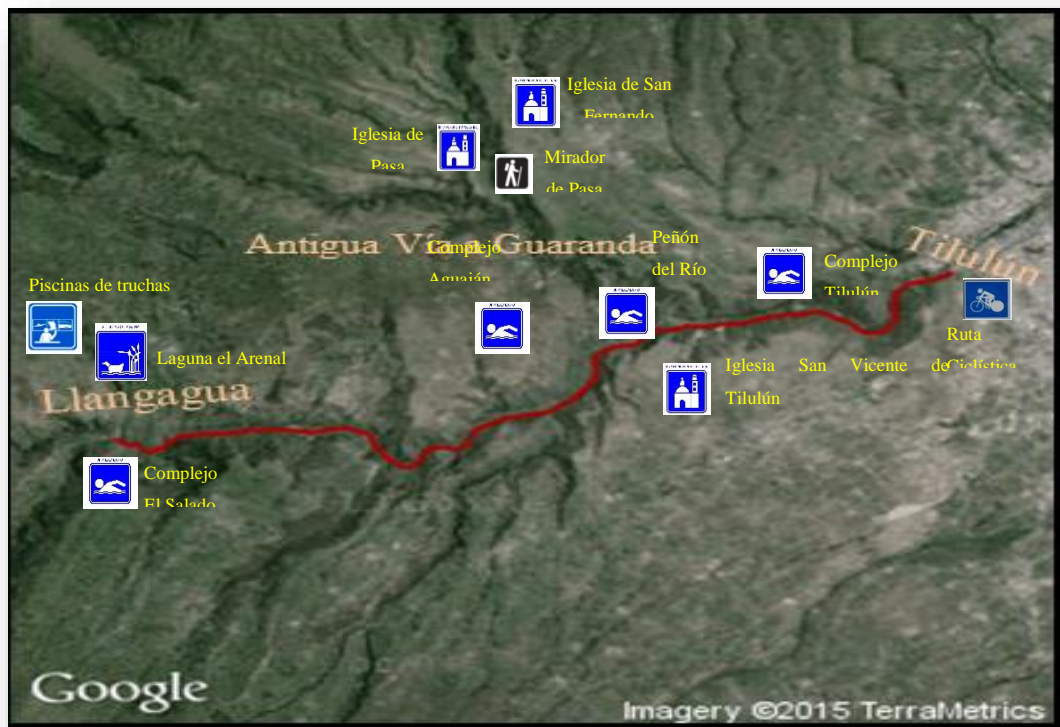 Iglesia de San
Fernando
Iglesia de
Pasa
Mirador
de Pasa
Antigua Vía a Guaranda
Complejo
Aguaján
Peñón
del Río
Tilulún
Complejo
Tilulún
Piscinas de truchas
Ruta
Ciclística
Laguna el Arenal
Iglesia San Vicente de
Tilulún
Llangagua
Complejo
El Salado
Google
Imagery ©2015 TerraMetrics